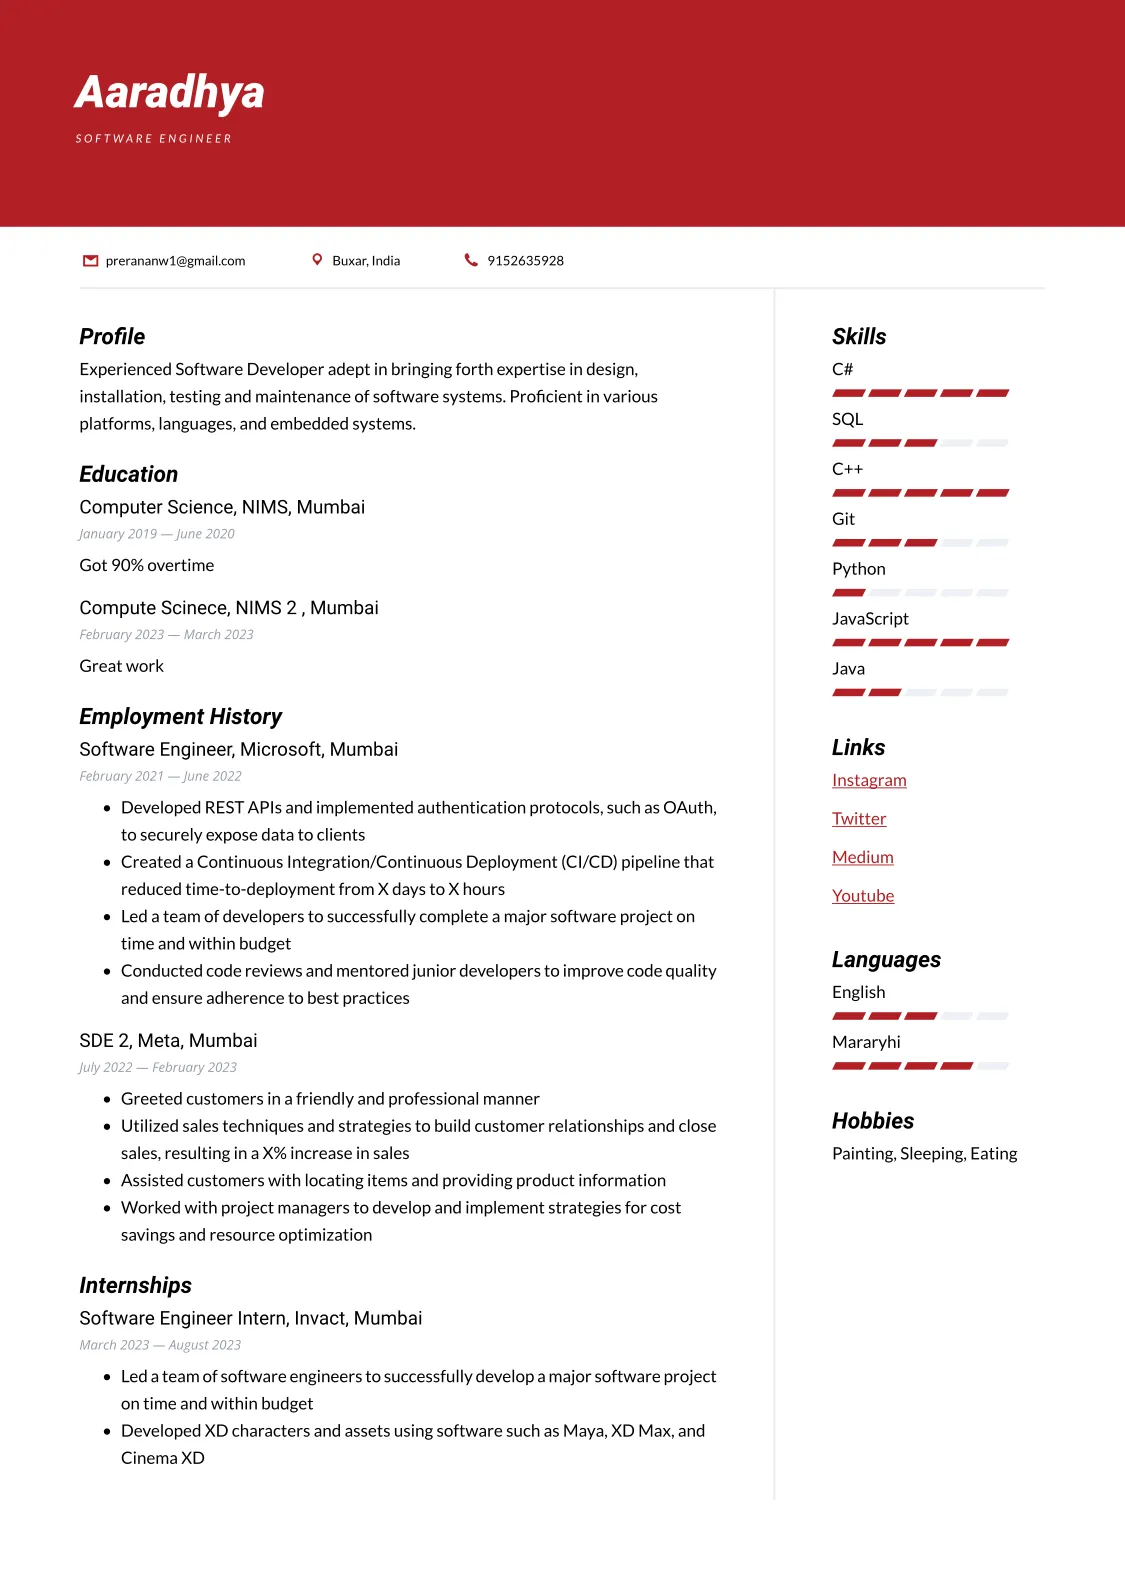 Aaradhya
SOFTWARE ENGINEER
prerananw1@gmail.com
Buxar, India
9152635928
Profile
Experienced Software Developer adept in bringing forth expertise in design,
installation, testing and maintenance of software systems. Proficient in various
platforms, languages, and embedded systems.
Education
Computer Science, NIMS, Mumbai
January 2019 — June 2020
Got 90% overtime
Compute Scinece, NIMS 2 , Mumbai
February 2023 — March 2023
Great work
Employment History
Software Engineer, Microsoft, Mumbai
February 2021 — June 2022
• Developed REST APIs and implemented authentication protocols, such as OAuth,
to securely expose data to clients
• Created a Continuous Integration/Continuous Deployment (CI/CD) pipeline that
reduced time-to-deployment from X days to X hours
• Led a team of developers to successfully complete a major software project on
time and within budget
• Conducted code reviews and mentored junior developers to improve code quality
and ensure adherence to best practices
SDE 2, Meta, Mumbai
July 2022 — February 2023
• Greeted customers in a friendly and professional manner
• Utilized sales techniques and strategies to build customer relationships and close
sales, resulting in a X% increase in sales
• Assisted customers with locating items and providing product information
• Worked with project managers to develop and implement strategies for cost
savings and resource optimization
Internships
Software Engineer Intern, Invact, Mumbai
March 2023 — August 2023
• Led a team of software engineers to successfully develop a major software project
on time and within budget
• Developed XD characters and assets using software such as Maya, XD Max, and
Cinema XD
Skills
C#
SQL
C++
Git
Python
JavaScript
Java
Links
Instagram
Twitter
Medium
Youtube
Languages
English
Mararyhi
Hobbies
Painting, Sleeping, Eating